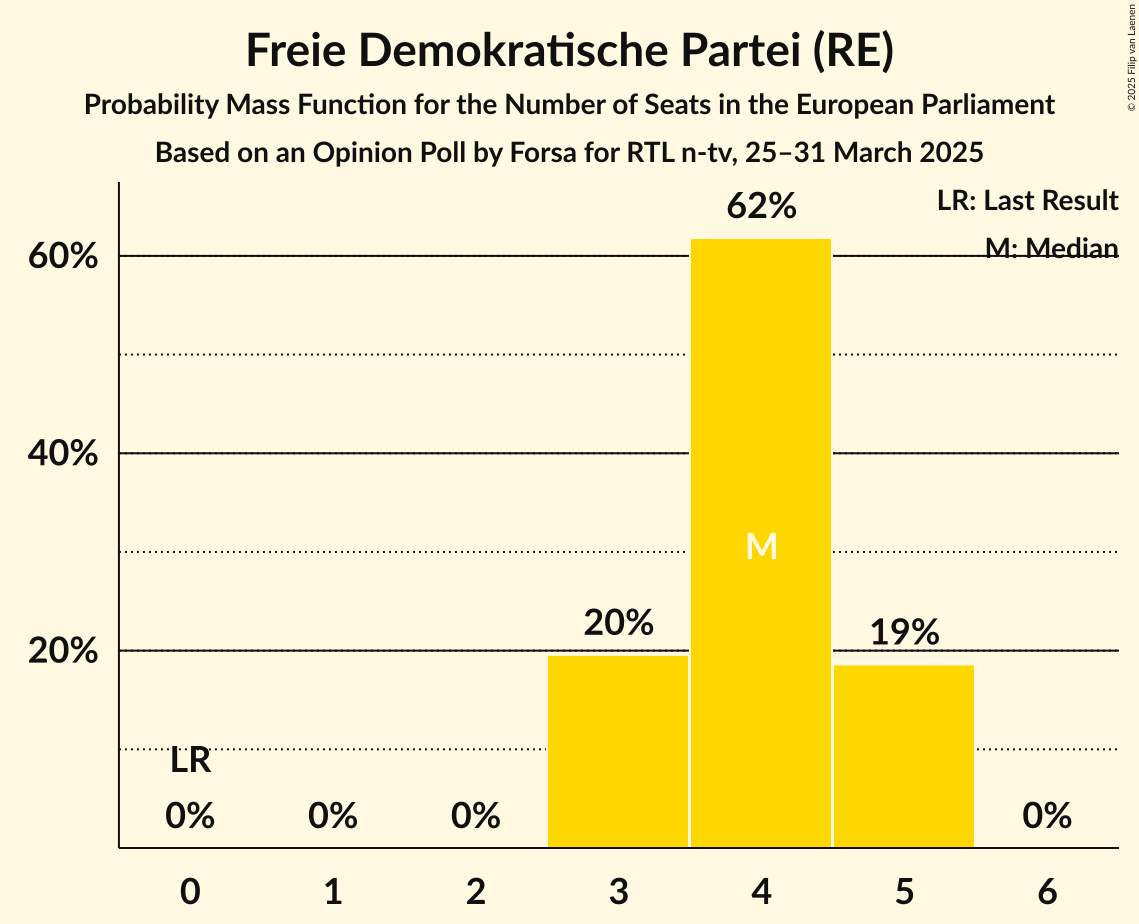 Freie Demokratische Partei (RE)
Probability Mass Function for the Number of Seats in the European Parliament
Based on an Opinion Poll by Forsa for RTL n-tv, 25–31 March 2025
© 2025 Filip van Laenen
LR: Last Result
M: Median
60%
40%
20%
62%
M
20%
19%
LR
0%
0%
0%
0%
0
1
2
3
4
5
6